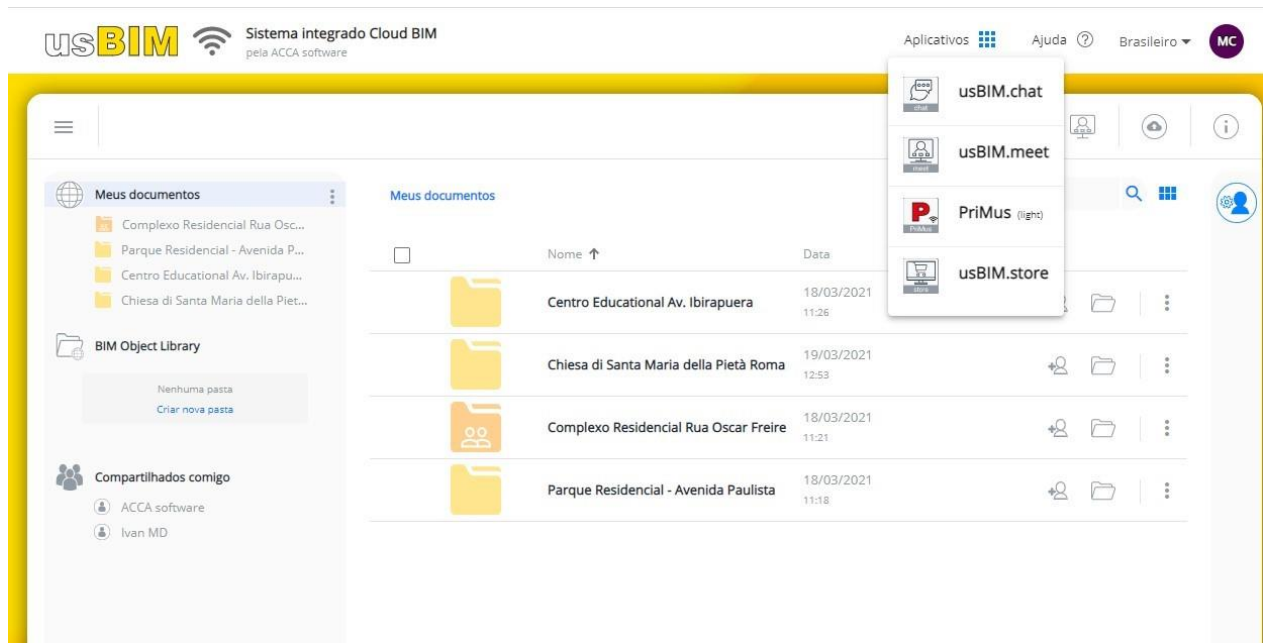 usBIM
Sistema integrado Cloud BIM
pela ACCA software
Aplicativos
Ajuda ?
Brasileiro
MC
chat
usBIM.chat
meet
usBIM.meet
P
PriMus
PriMus (light)
store
usBIM.store
i
Meus documentos
Complexo Residencial Rua Osc...
Parque Residencial - Avenida P...
Centro Educational Av. Ibirapu...
Chiesa di Santa Maria della Piet...
BIM Object Library
Nenhuma pasta
Criar nova pasta
Compartilhados comigo
ACCA software
Ivan MD
Meus documentos
Nome ↑
Data
Centro Educational Av. Ibirapuera
18/03/2021
11:26
Chiesa di Santa Maria della Pietà Roma
19/03/2021
12:53
Complexo Residencial Rua Oscar Freire
18/03/2021
11:21
Parque Residencial - Avenida Paulista
18/03/2021
11:18